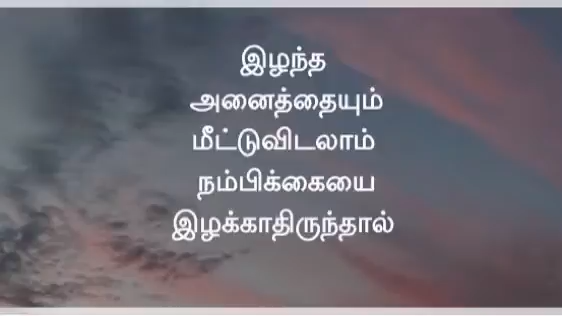 இழந்த
அனைத்தையும்
மீட்டுவிடலாம்
நம்பிக்கையை
இழக்காதிருந்தால்